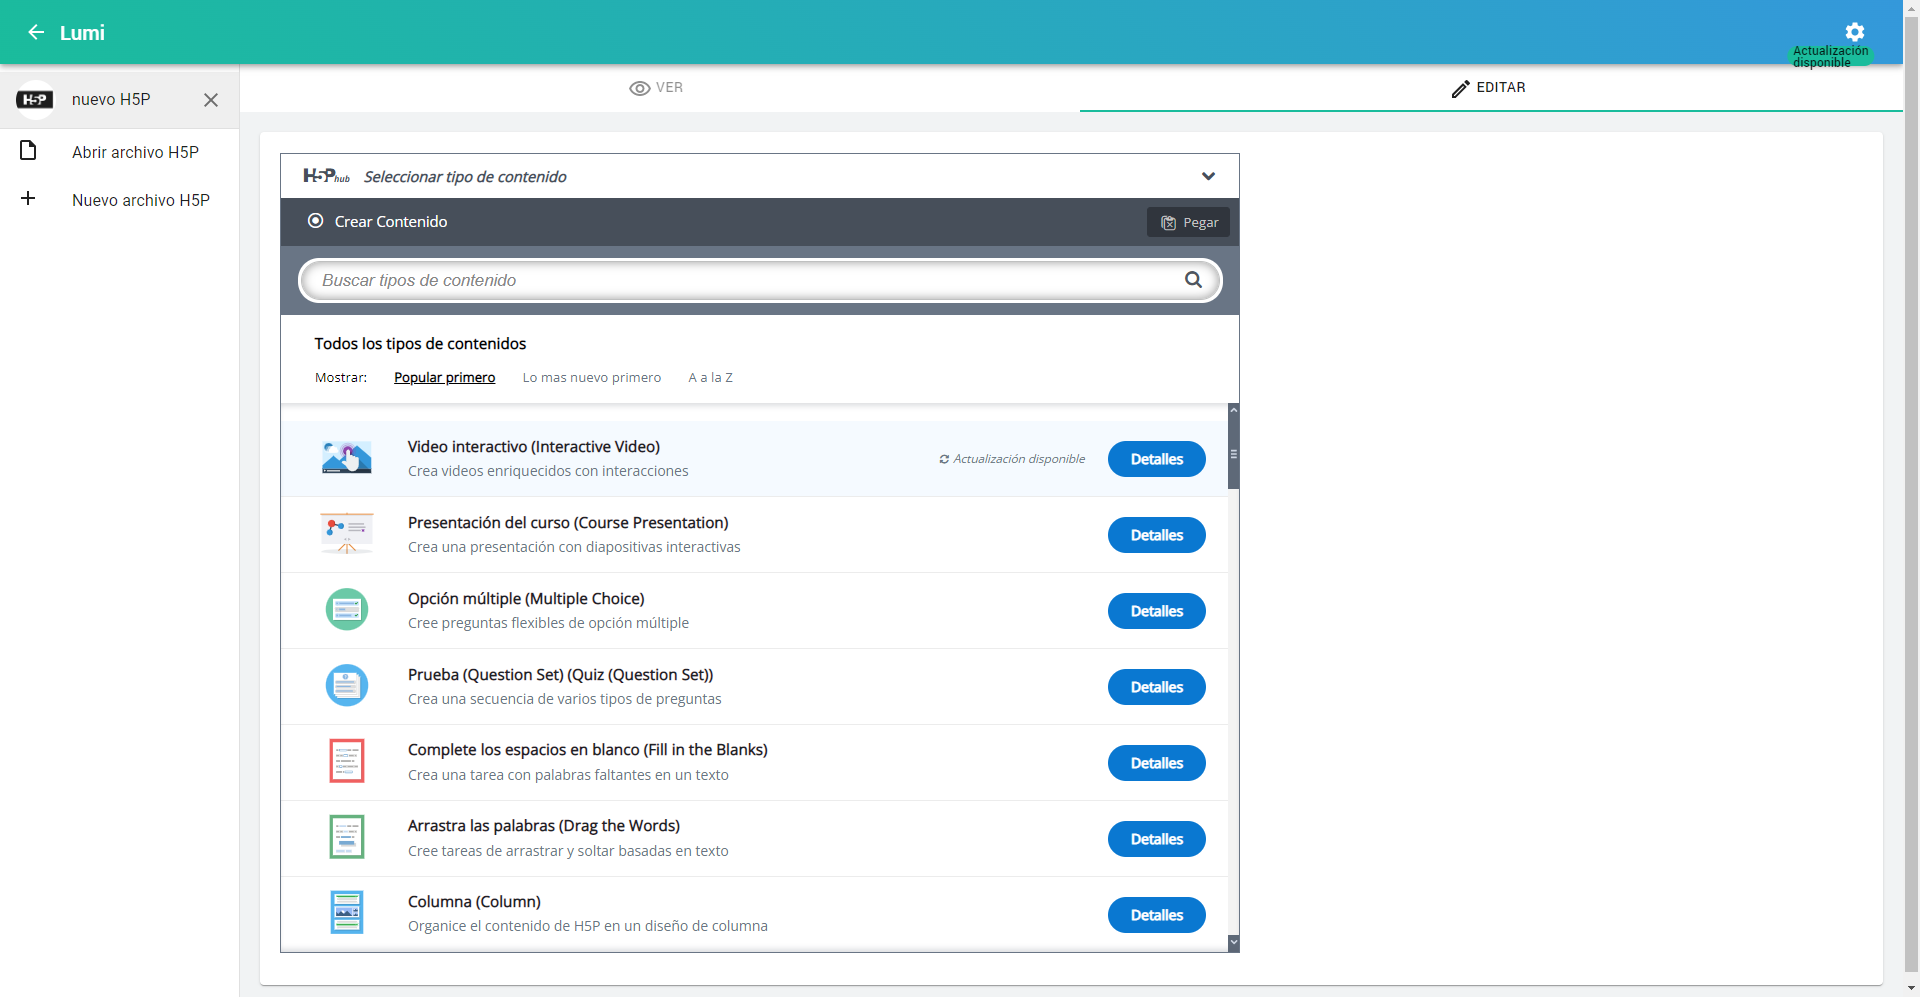 Lumi
Actualización
disponible
H5P nuevo H5P
Abrir archivo H5P
Nuevo archivo H5P
VER
EDITAR
H5Phub Seleccionar tipo de contenido
Crear Contenido
Pegar
Buscar tipos de contenido
Todos los tipos de contenidos
Mostrar: Popular primero Lo mas nuevo primero A a la Z
Video interactivo (Interactive Video)
Crea videos enriquecidos con interacciones
Actualización disponible
Detalles
Presentación del curso (Course Presentation)
Crea una presentación con diapositivas interactivas
Detalles
Opción múltiple (Multiple Choice)
Cree preguntas flexibles de opción múltiple
Detalles
Prueba (Question Set) (Quiz (Question Set))
Crea una secuencia de varios tipos de preguntas
Detalles
Complete los espacios en blanco (Fill in the Blanks)
Crea una tarea con palabras faltantes en un texto
Detalles
Arrastra las palabras (Drag the Words)
Cree tareas de arrastrar y soltar basadas en texto
Detalles
Columna (Column)
Organice el contenido de H5P en un diseño de columna
Detalles